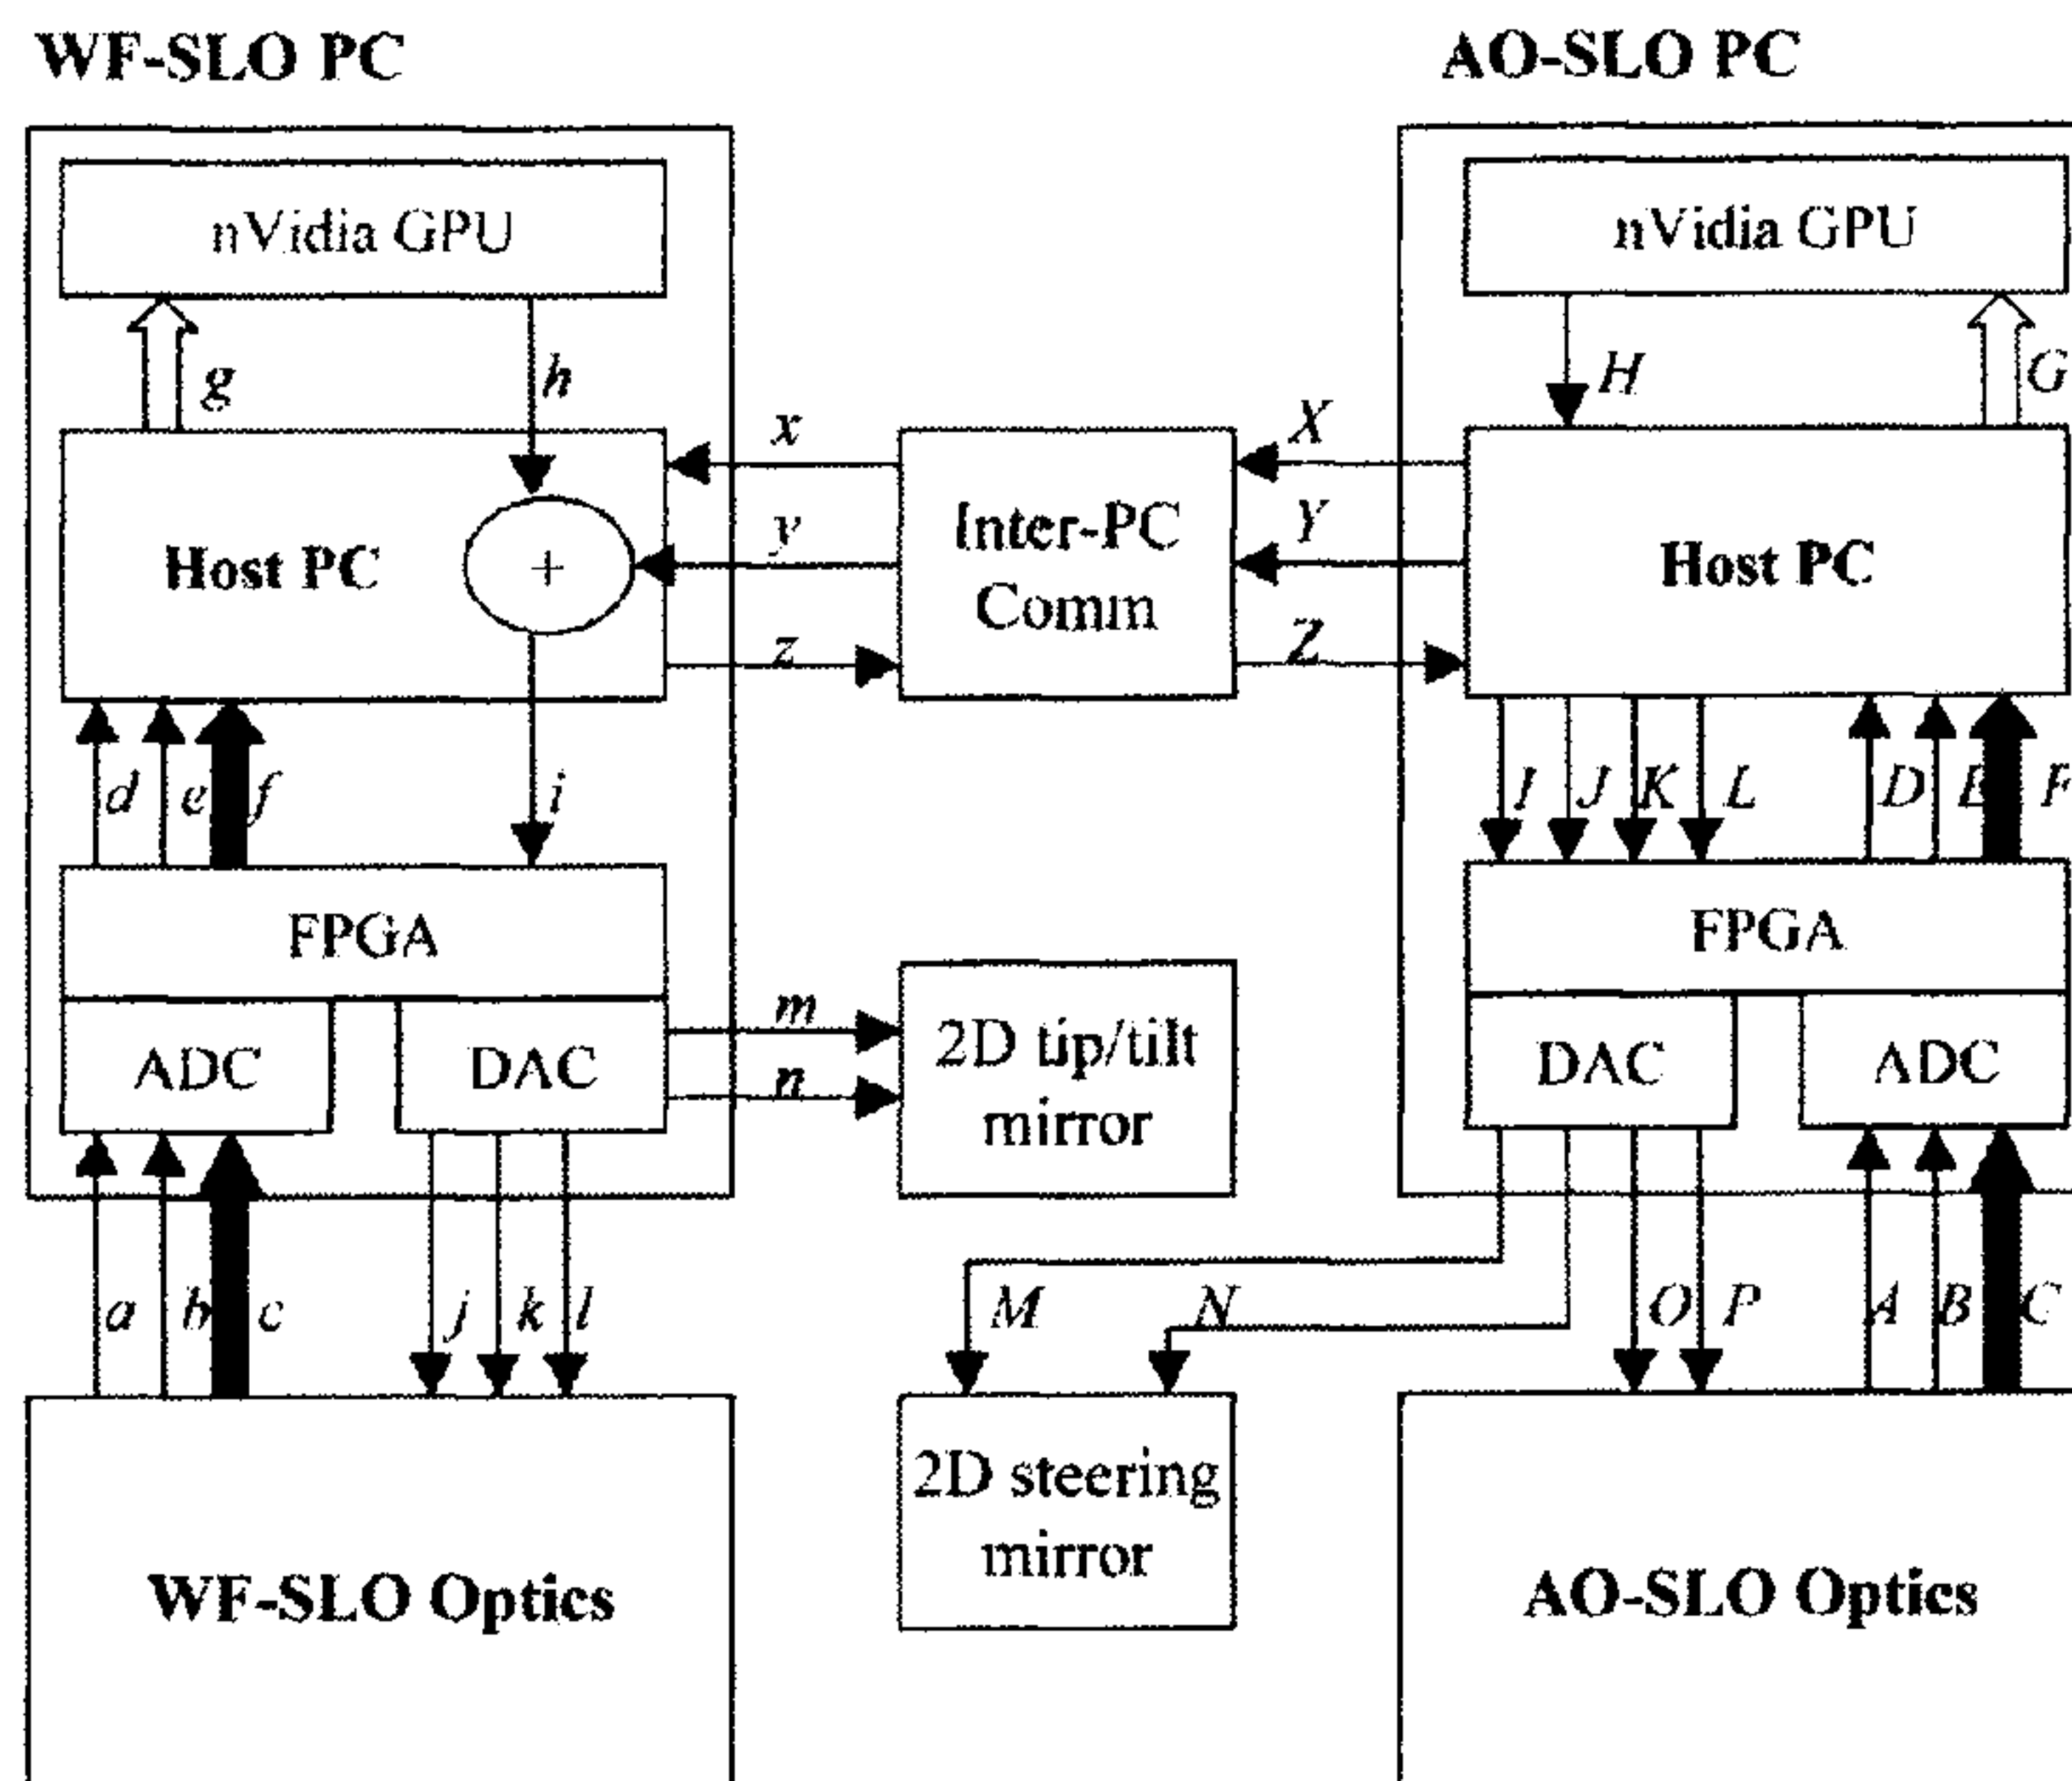 WF-SLO PC
AO-SLO PC
nVidia GPU
nVidia GPU
g
h
H
G
x
X
Host PC
+
y
Inter-PC
Comm
Y
Host PC
z
Z
d
e
f
i
I
J
K
L
D
E
F
FPGA
FPGA
ADC
DAC
m
n
2D tip/tilt
mirror
DAC
ADC
a
b
c
j
k
l
M
N
O
P
A
B
C
2D steering
mirror
WF-SLO Optics
AO-SLO Optics